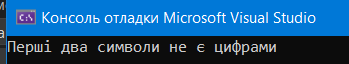 Консоль отладки Microsoft Visual Studio
Перші два символи не є цифрами